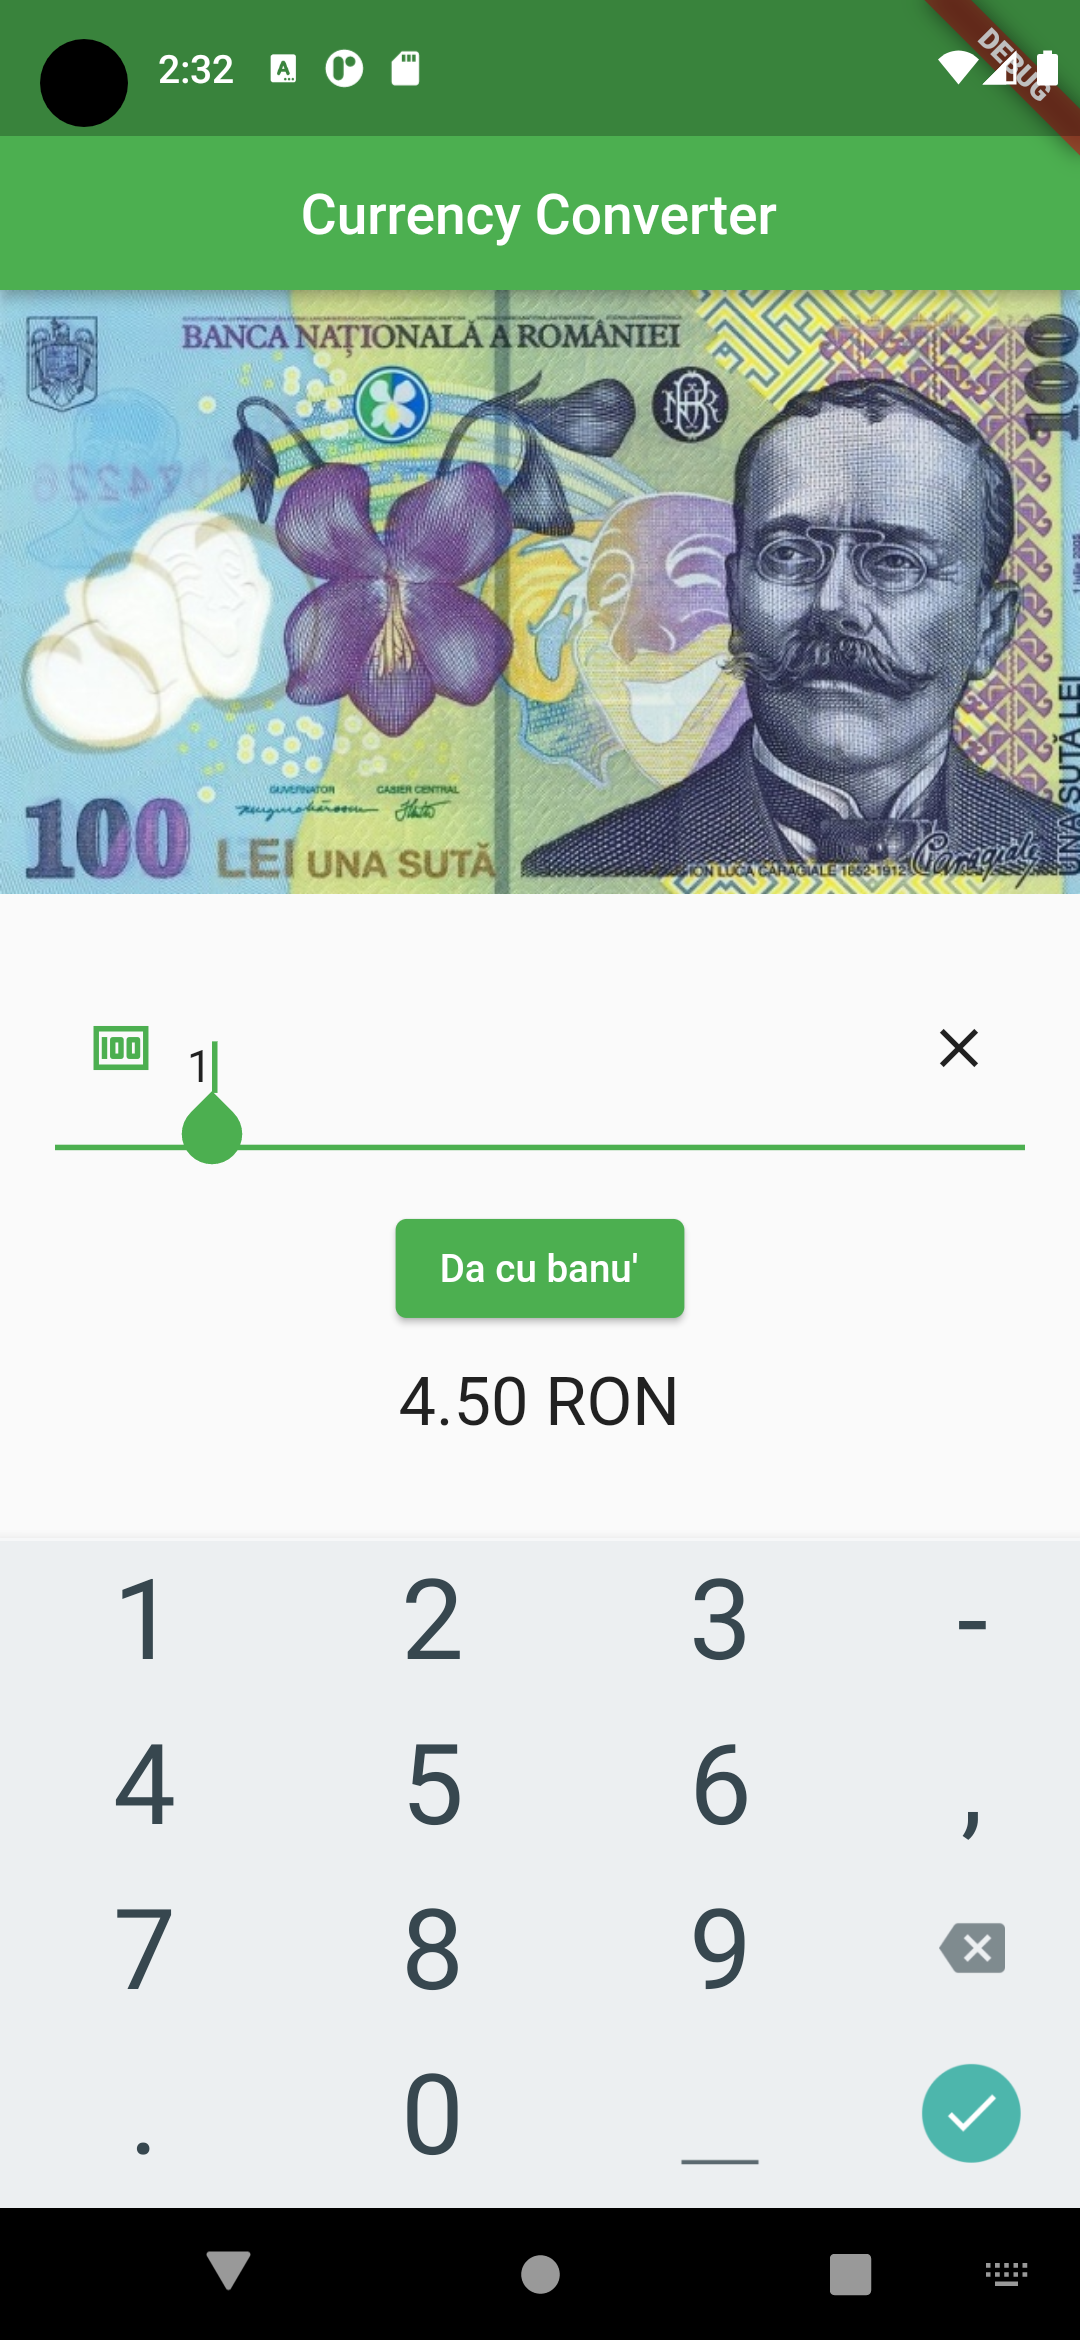 2:32
DEBUG
Currency Converter
BANCA NAȚIONALĂ A ROMÂNIEI
100
GUVERNATOR CASIER CENTRAL
100 LEI UNA SUTĂ
ION LUCA CARAGIALE 1852-1912
Caragiale
UNA SUTĂ LEI
100
1
Da cu banu'
4.50 RON
1 2 3 -
4 5 6 ,
7 8 9
. 0